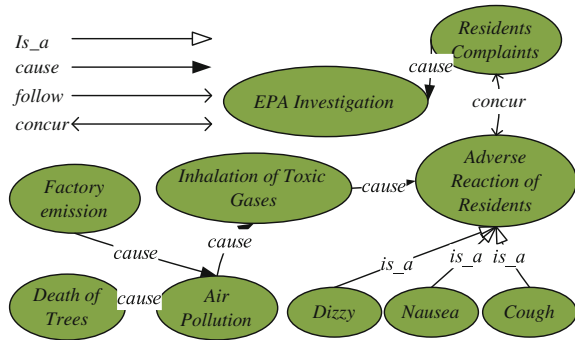 Is_a
cause
follow
concur
Residents
Complaints
cause
EPA Investigation
concur
Factory
emission
Inhalation of Toxic
Gases
cause
Adverse
Reaction of
Residents
cause
cause
is_a
is_a
is_a
Death of
Trees
cause
Air
Pollution
Dizzy
Nausea
Cough